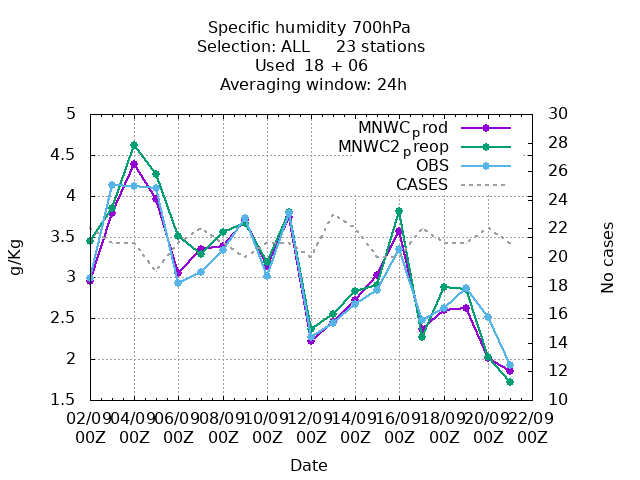 Specific humidity 700hPa
Selection: ALL     23 stations
Used  18 + 06
Averaging window: 24h
5
4.5
4
3.5
3
2.5
2
1.5
g/Kg
30
28
26
24
22
20
18
16
14
12
10
No cases
MNWCprod
MNWC2preop
OBS
CASES
02/09 04/09 06/09 08/09 10/09 12/09 14/09 16/09 18/09 20/09 22/09
00Z 00Z 00Z 00Z 00Z 00Z 00Z 00Z 00Z 00Z 00Z
Date